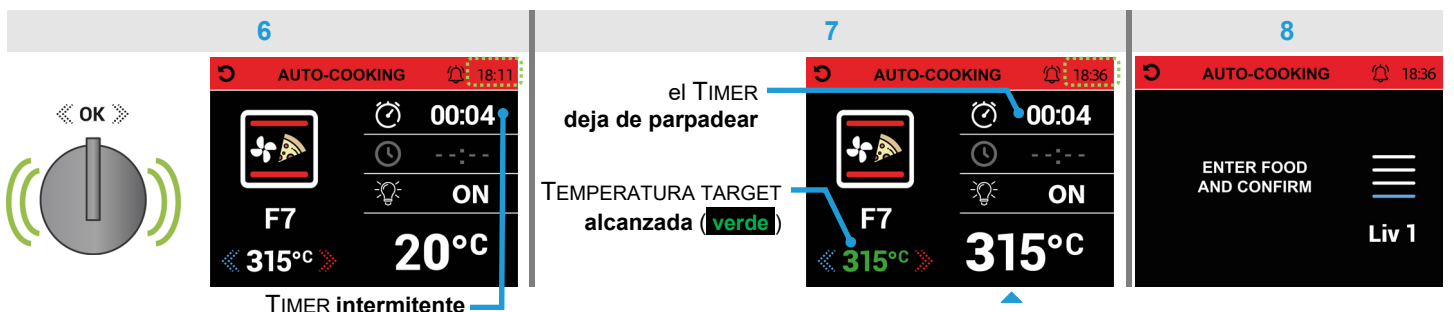 6
7
8
OK
AUTO-COOKING 18:11
00:04
--:--
ON
F7
315°C
20°C
TIMER intermitente
el TIMER
deja de parpadear
TEMPERATURA TARGET
alcanzada (verde)
AUTO-COOKING 18:36
00:04
--:--
ON
F7
315°C
315°C
AUTO-COOKING 18:36
ENTER FOOD
AND CONFIRM
Liv 1